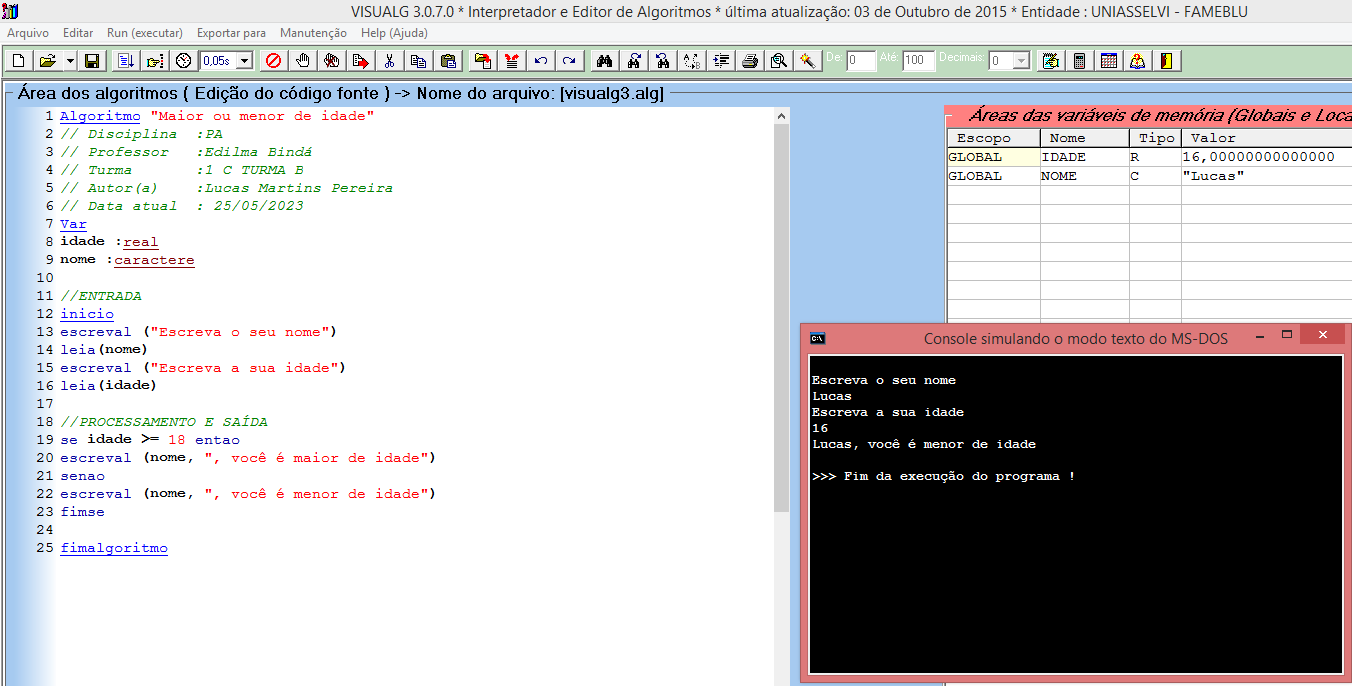 VISUALG 3.0.7.0 * Interpretador e Editor de Algoritmos * última atualização: 03 de Outubro de 2015 * Entidade : UNIASSELVI - FAMEBLU
Arquivo Editar Run (executar) Exportar para Manutenção Help (Ajuda)
0,05s De: 0 Até: 100 Decimais: 0
Área dos algoritmos ( Edição do código fonte ) -> Nome do arquivo: [visualg3.alg]
1 Algoritmo "Maior ou menor de idade"
2 // Disciplina :PA
3 // Professor :Edilma Bindá
4 // Turma :1 C TURMA B
5 // Autor(a) :Lucas Martins Pereira
6 // Data atual : 25/05/2023
7 Var
8 idade :real
9 nome :caractere
10
11 //ENTRADA
12 inicio
13 escreval ("Escreva o seu nome")
14 leia(nome)
15 escreval ("Escreva a sua idade")
16 leia(idade)
17
18 //PROCESSAMENTO E SAÍDA
19 se idade >= 18 entao
20 escreval (nome, ", você é maior de idade")
21 senao
22 escreval (nome, ", você é menor de idade")
23 fimse
24
25 fimalgoritmo
Áreas das variáveis de memória (Globais e Loca
Escopo Nome Tipo Valor
GLOBAL IDADE R 16,00000000000000
GLOBAL NOME C "Lucas"
C:\ Console simulando o modo texto do MS-DOS
Escreva o seu nome
Lucas
Escreva a sua idade
16
Lucas, você é menor de idade
>>> Fim da execução do programa !